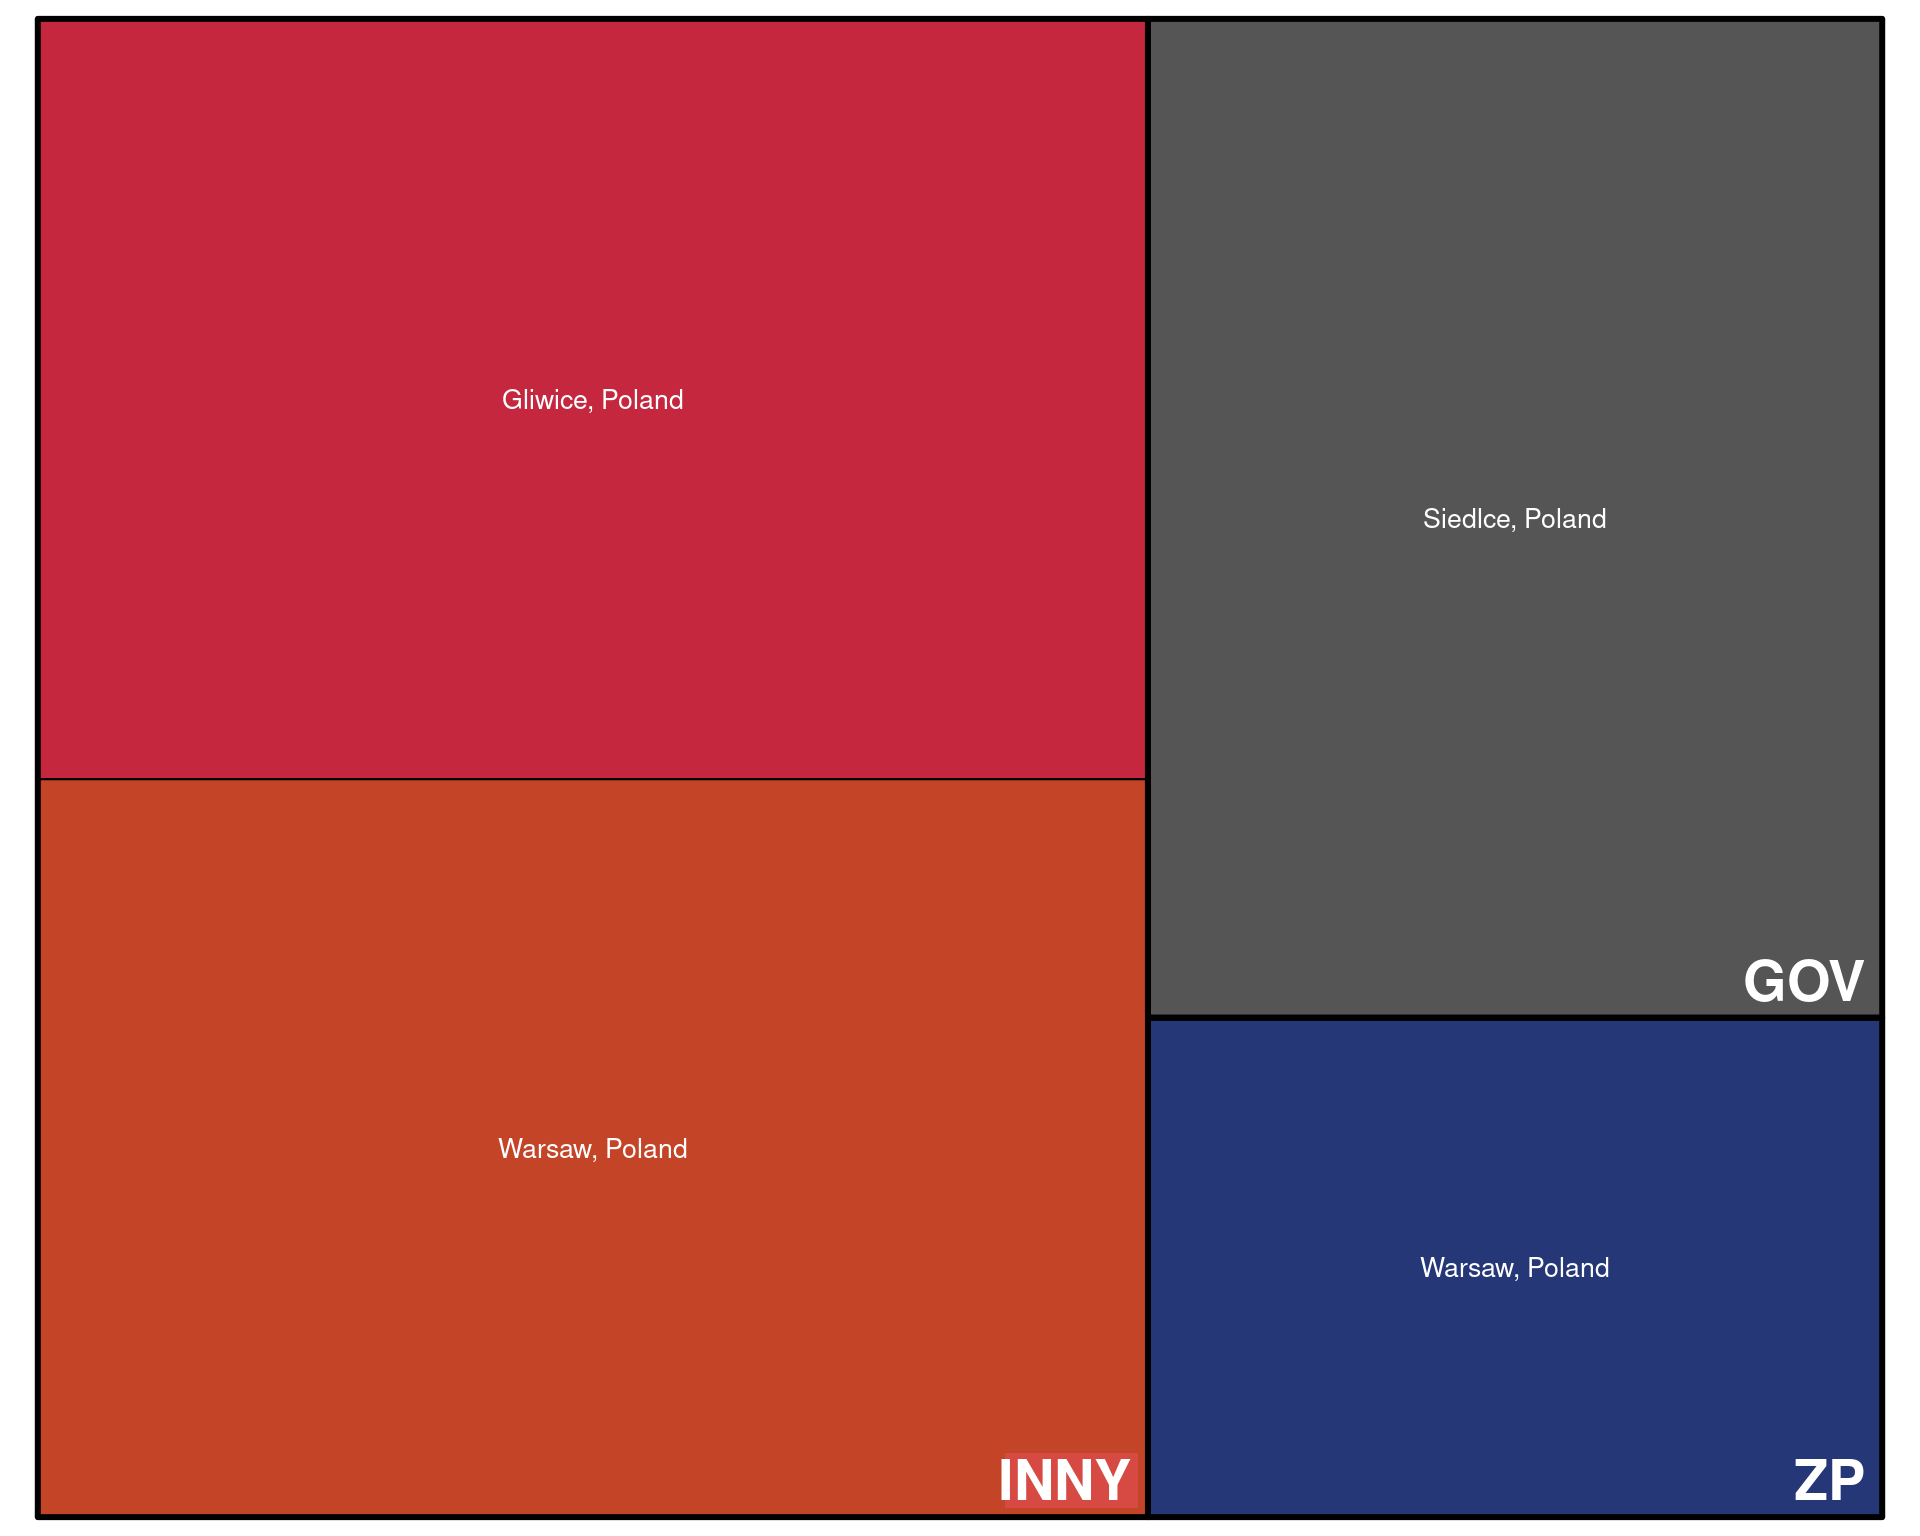 Gliwice, Poland
Warsaw, Poland
INNY
Siedlce, Poland
GOV
Warsaw, Poland
ZP